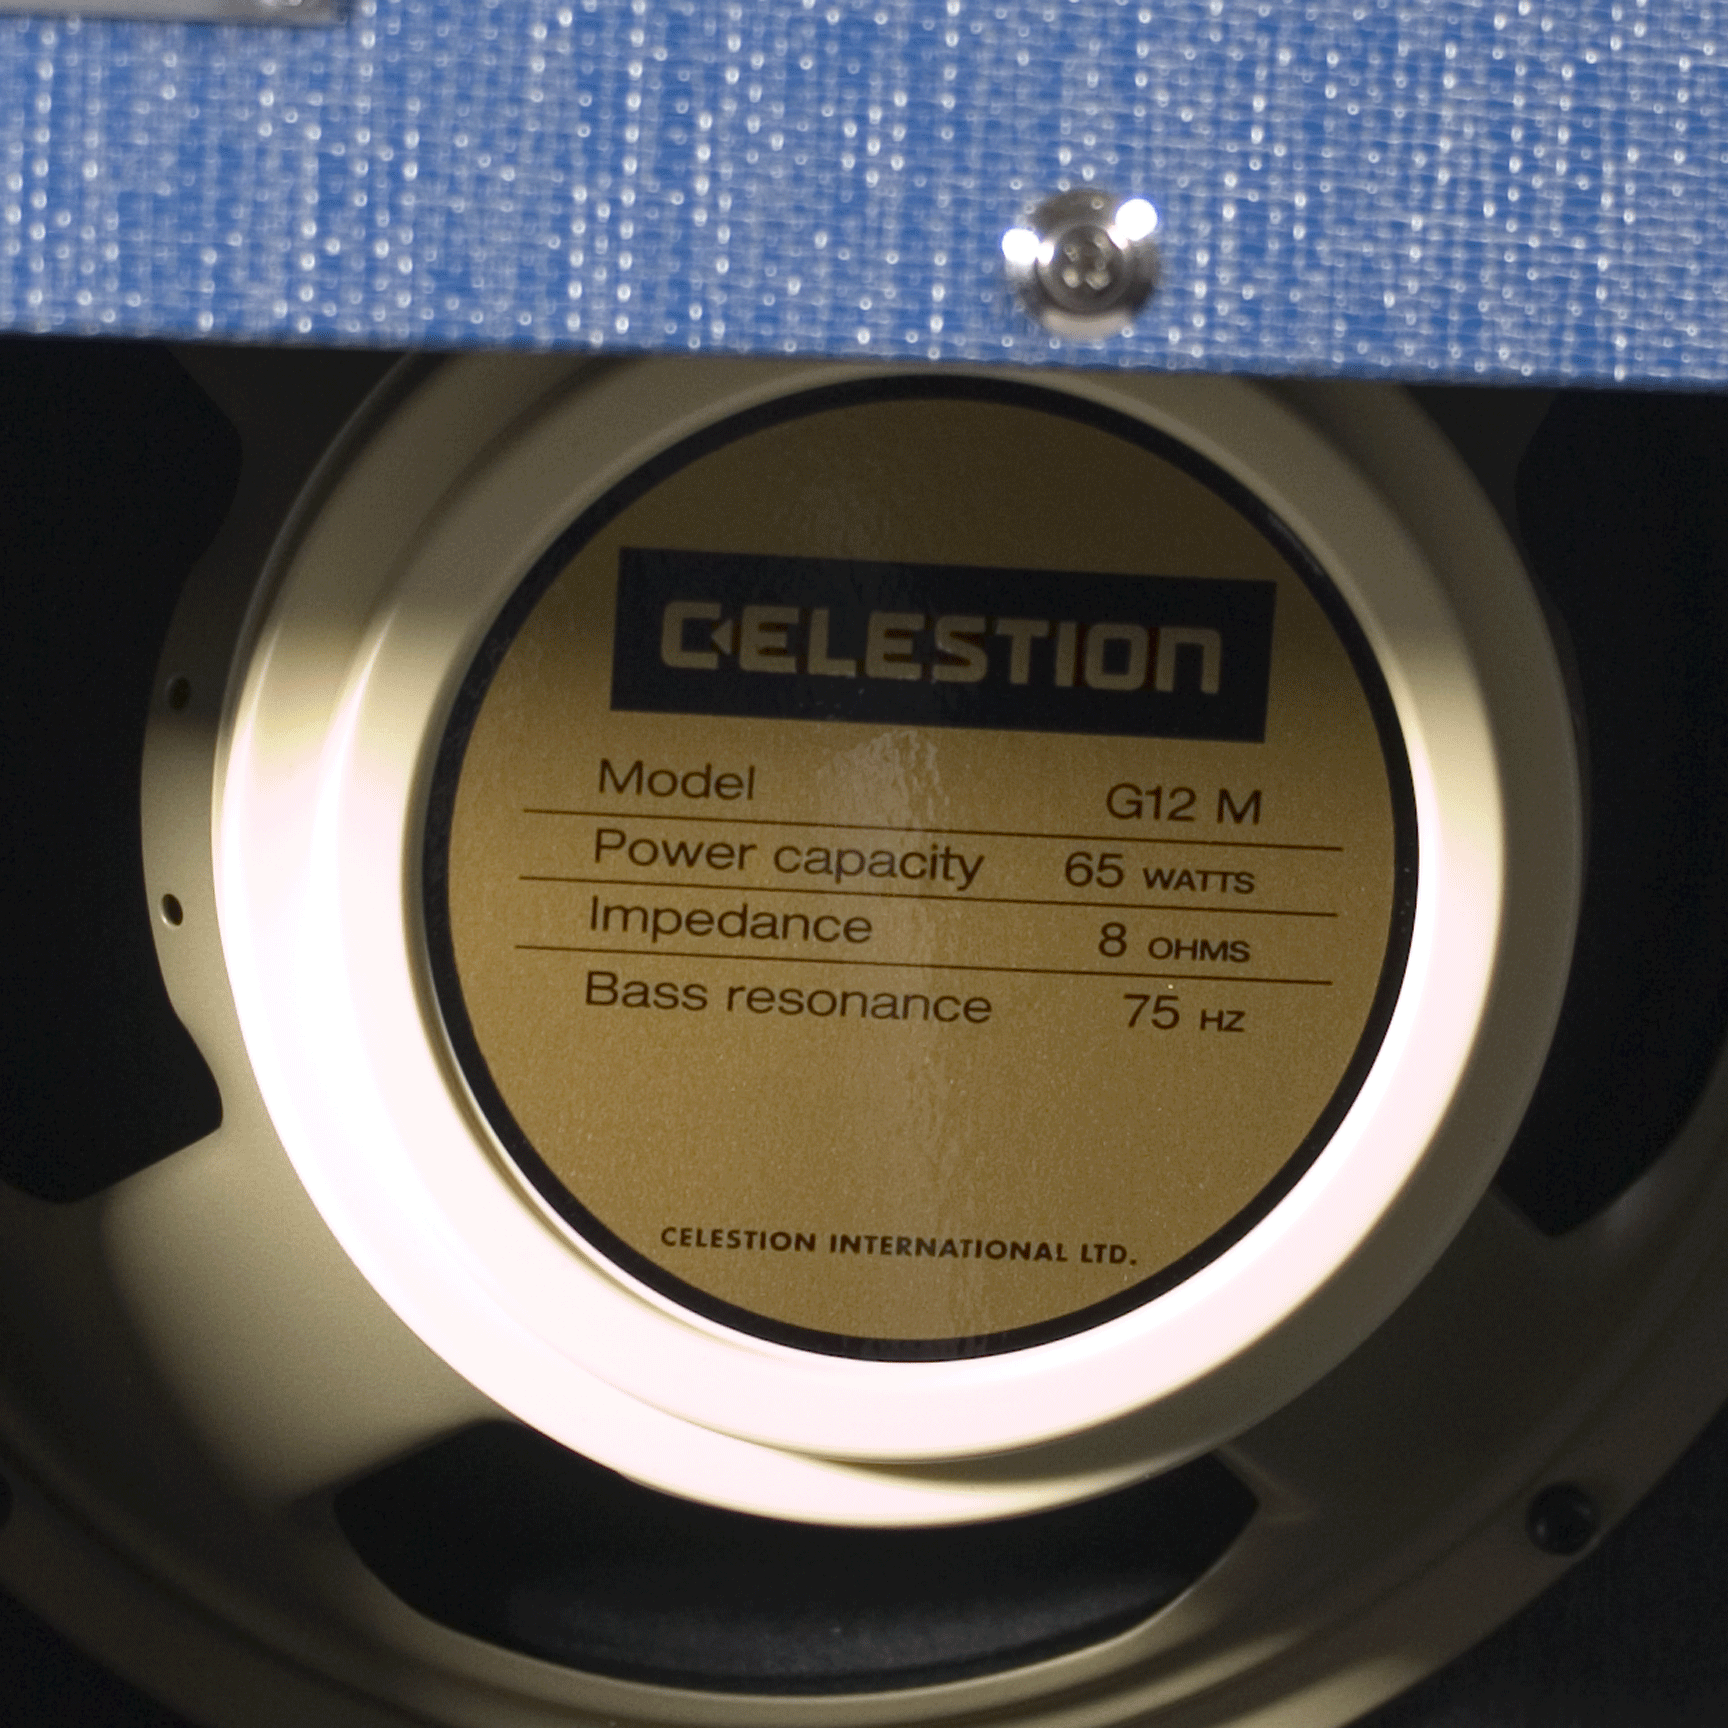 CELESTION
Model G12 M
Power capacity 65 WATTS
Impedance 8 OHMS
Bass resonance 75 HZ
CELESTION INTERNATIONAL LTD.